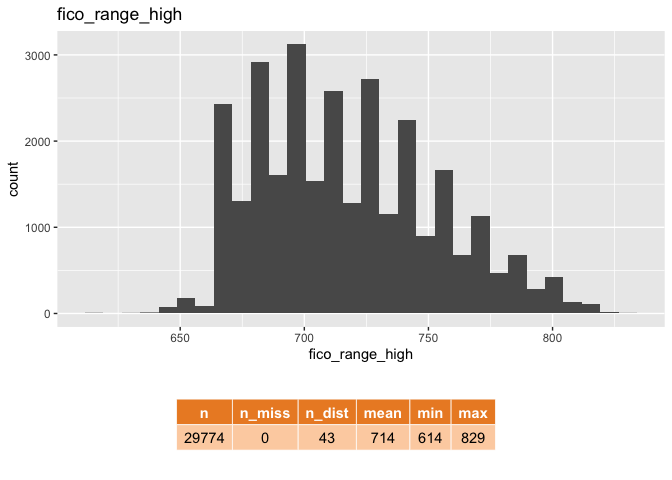 fico_range_high
3000
2000
1000
0
count
650 700 750 800
fico_range_high
n n_miss n_dist mean min max
29774 0 43 714 614 829